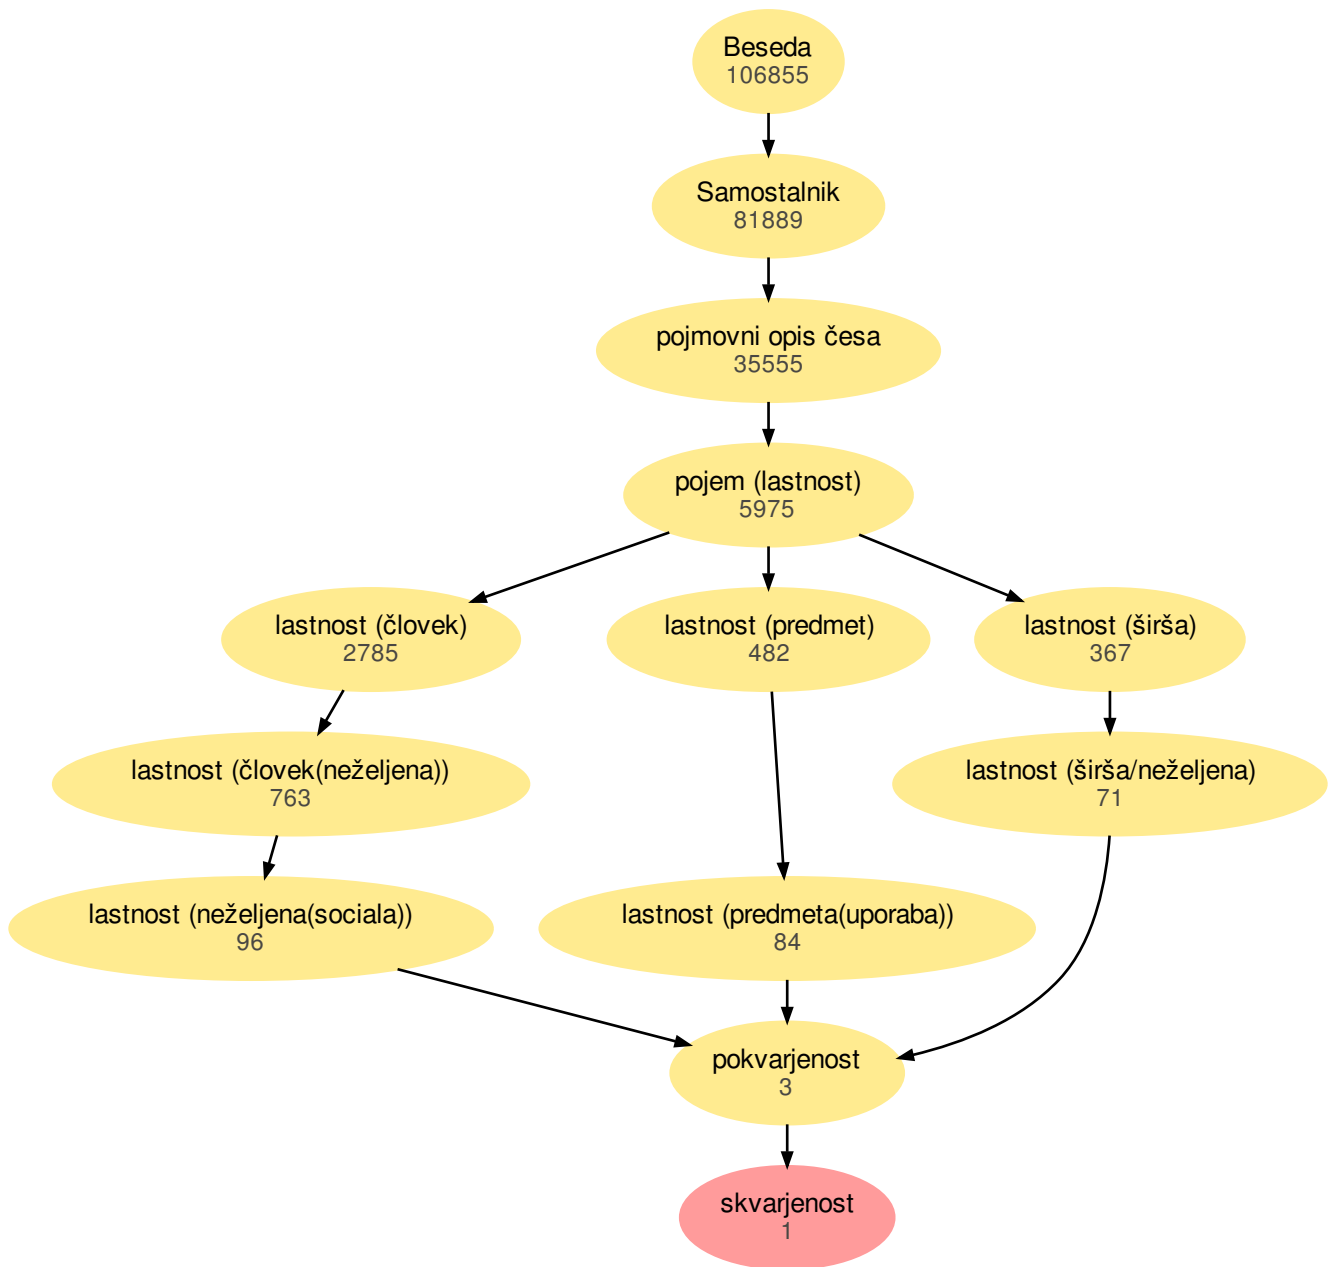 Beseda
106855
Samostalnik
81889
pojmovni opis česa
35555
pojem (lastnost)
5975
lastnost (človek)
2785
lastnost (predmet)
482
lastnost (širša)
367
lastnost (človek(neželjena))
763
lastnost (širša/neželjena)
71
lastnost (neželjena(sociala))
96
lastnost (predmeta(uporaba))
84
pokvarjenost
3
skvarjenost
1